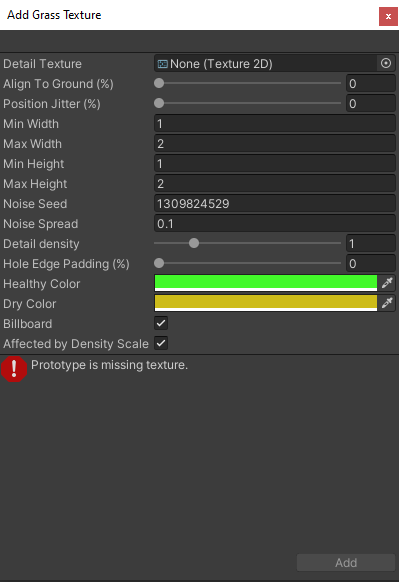 Add Grass Texture
x
Detail Texture None (Texture 2D)
Align To Ground (%) 0
Position Jitter (%) 0
Min Width 1
Max Width 2
Min Height 1
Max Height 2
Noise Seed 1309824529
Noise Spread 0.1
Detail density 1
Hole Edge Padding (%) 0
Healthy Color
Dry Color
Billboard
Affected by Density Scale
! Prototype is missing texture.
Add